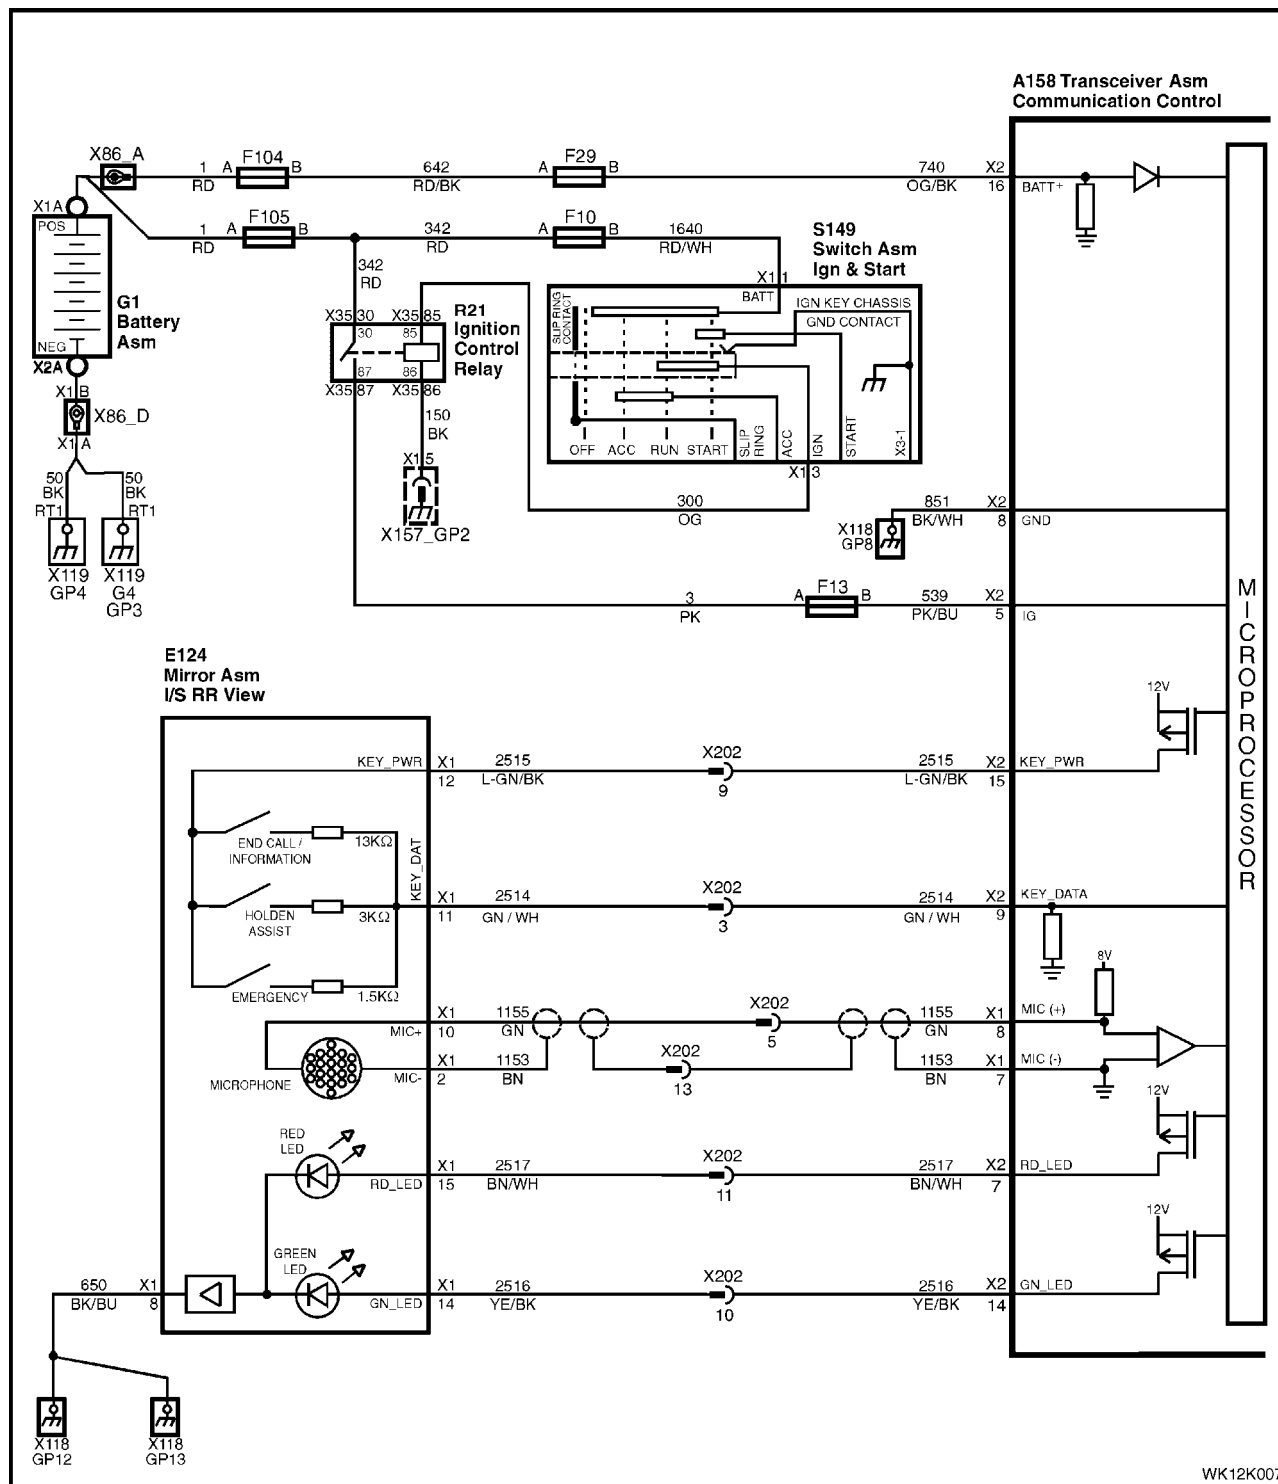 A158 Transceiver Asm
Communication Control
X86_A
1
RD
A
F104
B
642
RD/BK
A
F29
B
740
OG/BK
X2
16
BATT+
X1A
POS
1
RD
A
F105
B
342
RD
A
F10
B
1640
RD/WH
S149
Switch Asm
Ign & Start
342
RD
X1 1
BATT
G1
Battery
Asm
NEG
X2A
X35 30
X35 85
30
85
87
86
X35 87
X35 86
R21
Ignition
Control
Relay
SLIP RING
CONTACT
IGN KEY CHASSIS
GND CONTACT
OFF
ACC
RUN
START
SLIP
RING
ACC
IGN
START
X3-1
X1 3
X1 B
X86_D
X1 A
150
BK
X1 5
X157_GP2
50
BK
RT1
50
BK
RT1
X119
GP4
X119
G4
GP3
300
OG
X118
GP8
851
BK/WH
X2
8
GND
3
PK
A
F13
B
539
PK/BU
X2
5
IG
MICROPROCESSOR
E124
Mirror Asm
I/S RR View
12V
KEY_PWR
X1
12
2515
L-GN/BK
X202
9
2515
L-GN/BK
X2
15
KEY_PWR
END CALL /
INFORMATION
13KΩ
KEY_DAT
HOLDEN
ASSIST
3KΩ
X1
11
2514
GN / WH
X202
3
2514
GN / WH
X2
9
KEY_DATA
EMERGENCY
1.5KΩ
8V
MIC+
X1
10
1155
GN
X202
5
1155
GN
X1
8
MIC (+)
MICROPHONE
MIC-
X1
2
1153
BN
X202
13
1153
BN
X1
7
MIC (-)
12V
RED
LED
RD_LED
X1
15
2517
BN/WH
X202
11
2517
BN/WH
X2
7
RD_LED
12V
GREEN
LED
GN_LED
X1
14
2516
YE/BK
X202
10
2516
YE/BK
X2
14
GN_LED
650
BK/BU
X1
8
X118
GP12
X118
GP13
WK12K007